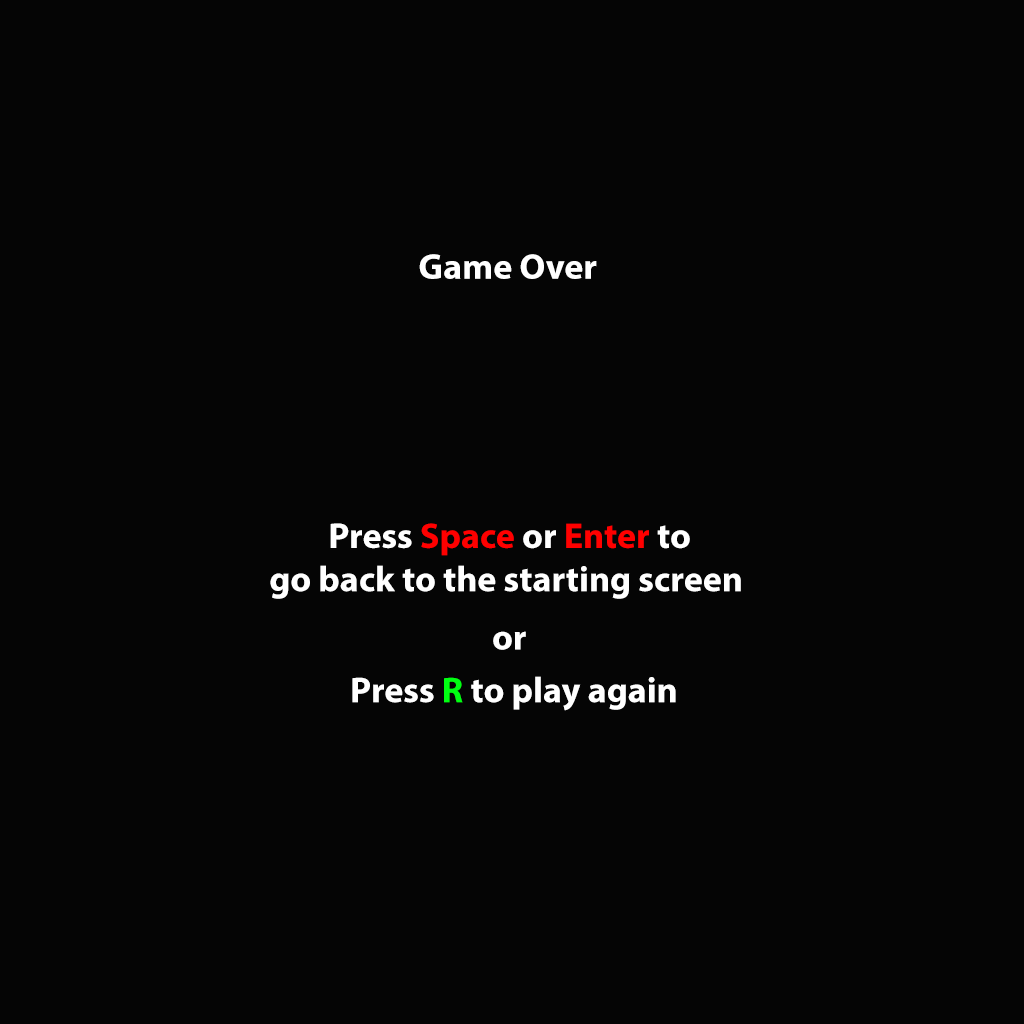 Game Over
Press Space or Enter to
go back to the starting screen
or
Press R to play again